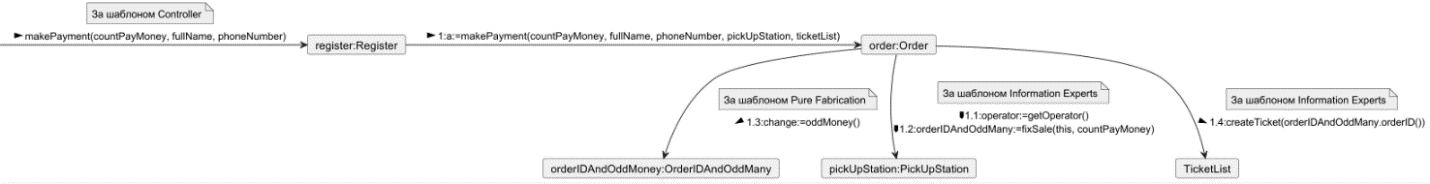 За шаблоном Controller
makePayment(countPayMoney, fullName, phoneNumber)
register:Register
1:a:=makePayment(countPayMoney, fullName, phoneNumber, pickUpStation, ticketList)
order:Order
За шаблоном Pure Fabrication
1.3:change:=oddMoney()
За шаблоном Information Experts
1.1:operator:=getOperator()
1.2:orderIDAndOddMany:=fixSale(this, countPayMoney)
За шаблоном Information Experts
1.4:createTicket(orderIDAndOddMany.orderID())
orderIDAndOddMoney:OrderIDAndOddMany
pickUpStation:PickUpStation
TicketList